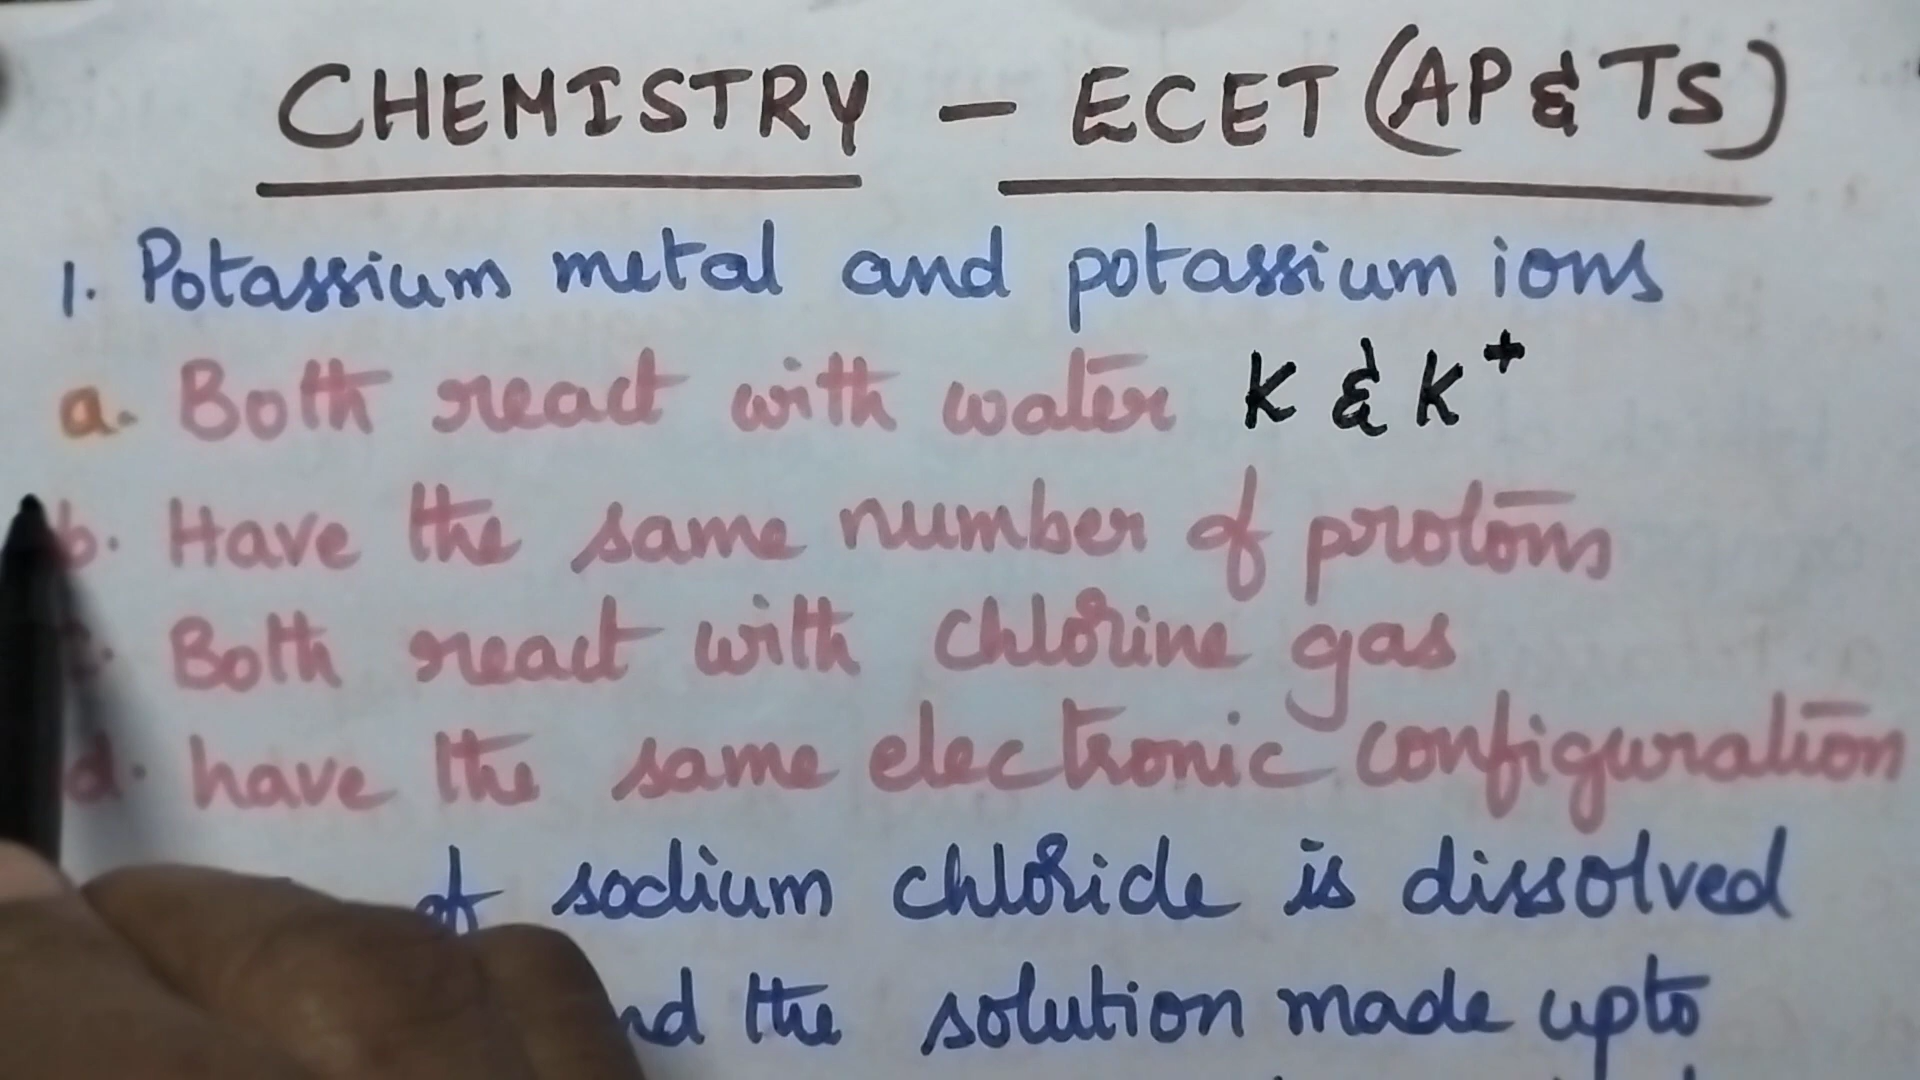 CHEMISTRY - ECET (AP & TS)
1. Potassium metal and potassium ions
a. Both react with water K & K⁺
b. Have the same number of protons
c. Both react with chlorine gas
d. have the same electronic configuration
of sodium chloride is dissolved
the solution made upto